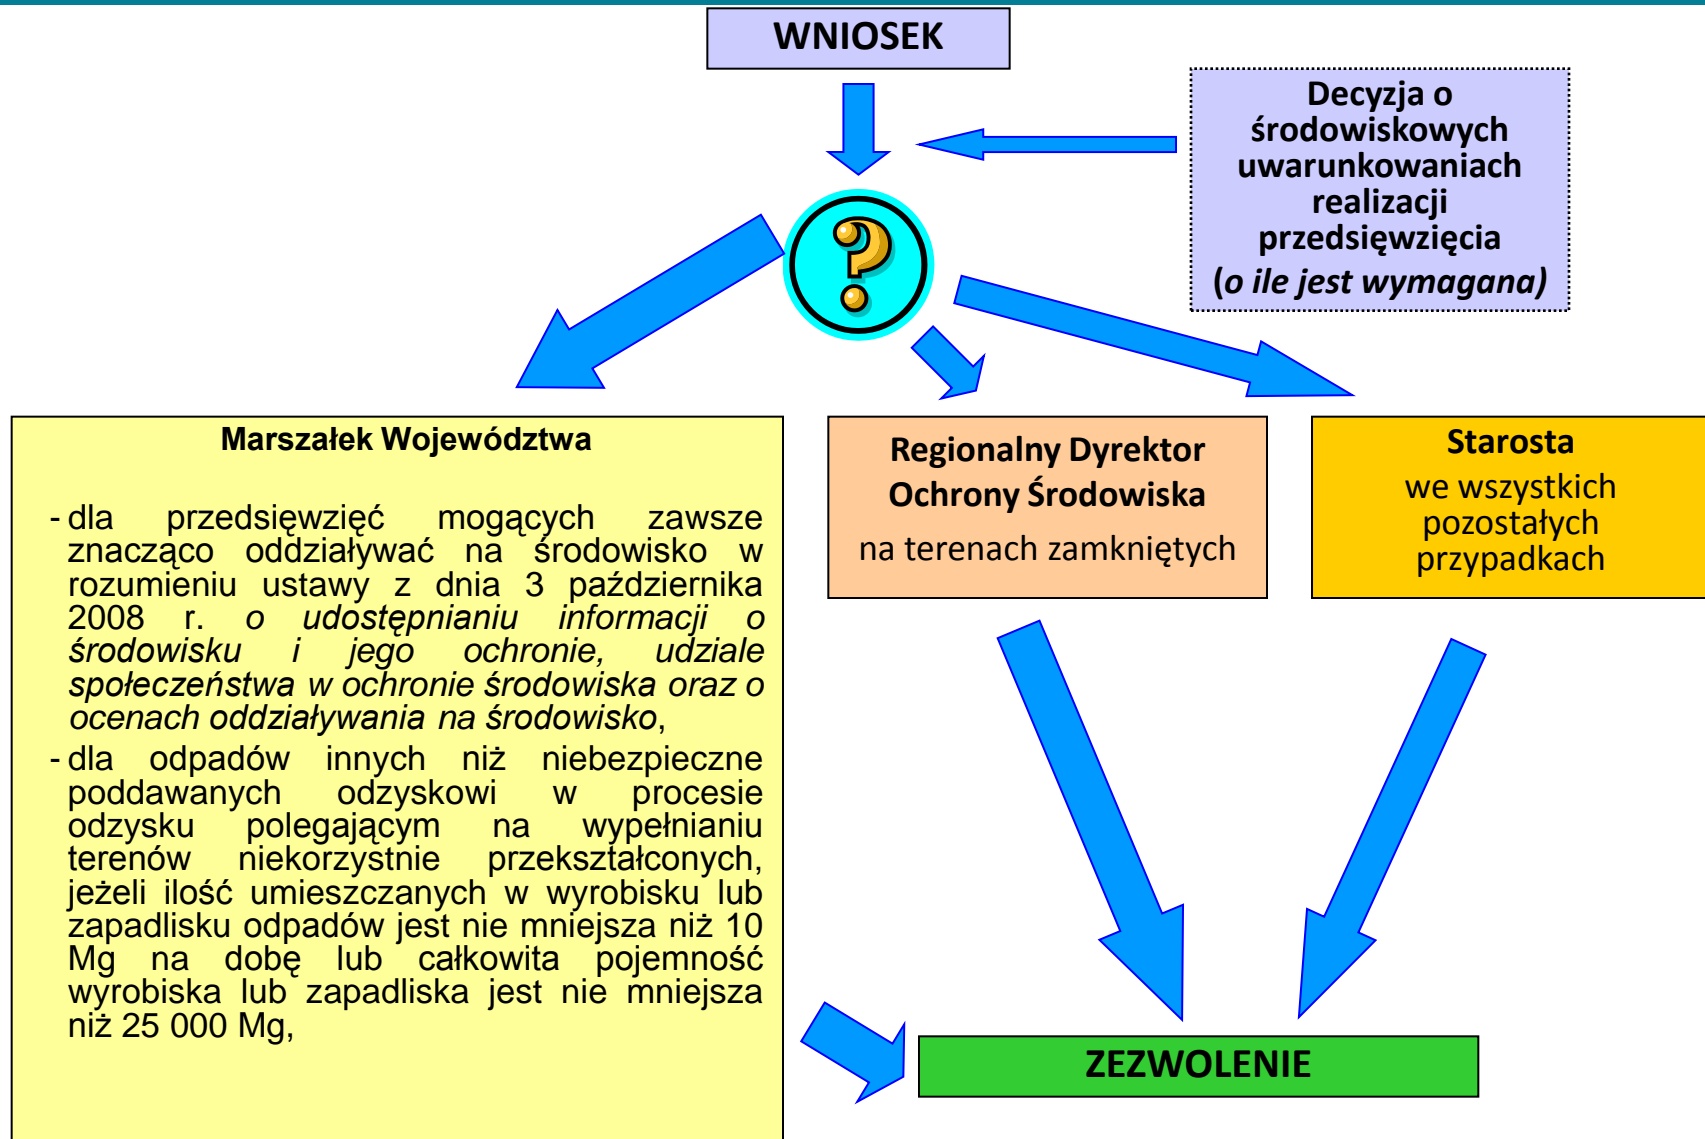 WNIOSEK
Decyzja o
środowiskowych
uwarunkowaniach
realizacji
przedsięwzięcia
(o ile jest wymagana)
Marszałek Województwa
- dla przedsięwzięć mogących zawsze
znacząco oddziaływać na środowisko w
rozumieniu ustawy z dnia 3 października
2008 r. o udostępnianiu informacji o
środowisku i jego ochronie, udziale
społeczeństwa w ochronie środowiska oraz o
ocenach oddziaływania na środowisko,
- dla odpadów innych niż niebezpieczne
poddawanych odzyskowi w procesie
odzysku polegającym na wypełnianiu
terenów niekorzystnie przekształconych,
jeżeli ilość umieszczanych w wyrobisku lub
zapadlisku odpadów jest nie mniejsza niż 10
Mg na dobę lub całkowita pojemność
wyrobiska lub zapadliska jest nie mniejsza
niż 25 000 Mg,
Regionalny Dyrektor
Ochrony Środowiska
na terenach zamkniętych
Starosta
we wszystkich
pozostałych
przypadkach
ZEZWOLENIE